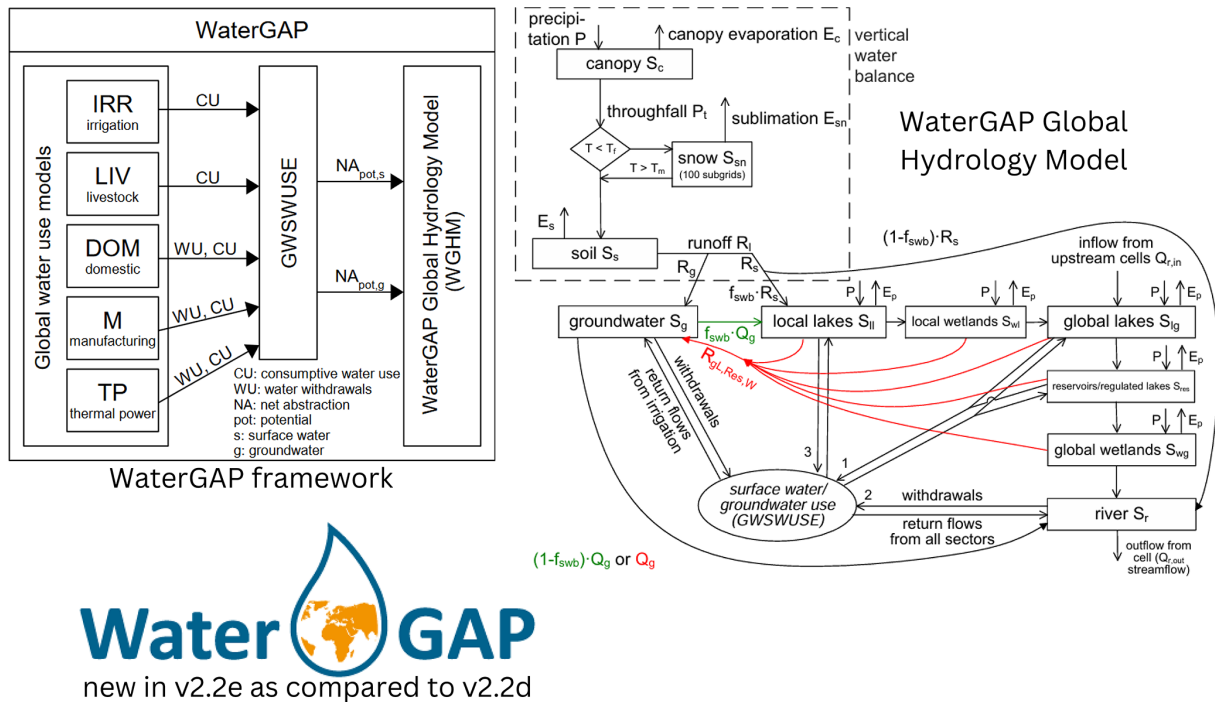 WaterGAP
Global water use models
IRR
irrigation
LIV
livestock
DOM
domestic
M
manufacturing
TP
thermal power
CU
CU
WU, CU
WU, CU
WU, CU
GWSWUSE
NApot,s
NApot,g
WaterGAP Global Hydrology Model
(WGHM)
CU: consumptive water use
WU: water withdrawals
NA: net abstraction
pot: potential
s: surface water
g: groundwater
WaterGAP framework
precipi-
tation P
canopy evaporation Ec
vertical
water
balance
canopy Sc
throughfall Pt
sublimation Esn
T < Tf
snow Ssn
(100 subgrids)
T > Tm
Es
soil Ss
runoff Rl
Rg
Rs
WaterGAP Global
Hydrology Model
(1-fswb)·Rs
inflow from
upstream cells Qr,in
fswb·Rs
P
Ep
P
Ep
P
Ep
groundwater Sg
fswb·Qg
local lakes Sll
local wetlands Swl
global lakes Slg
RgL,Res,W
P
Ep
reservoirs/regulated lakes Sres
withdrawals
return flows
from irrigation
P
Ep
global wetlands Swg
3
1
2
surface water/
groundwater use
(GWSWUSE)
withdrawals
return flows
from all sectors
river Sr
outflow from
cell (Qr,out
streamflow)
(1-fswb)·Qg or Qg
Water GAP
new in v2.2e as compared to v2.2d